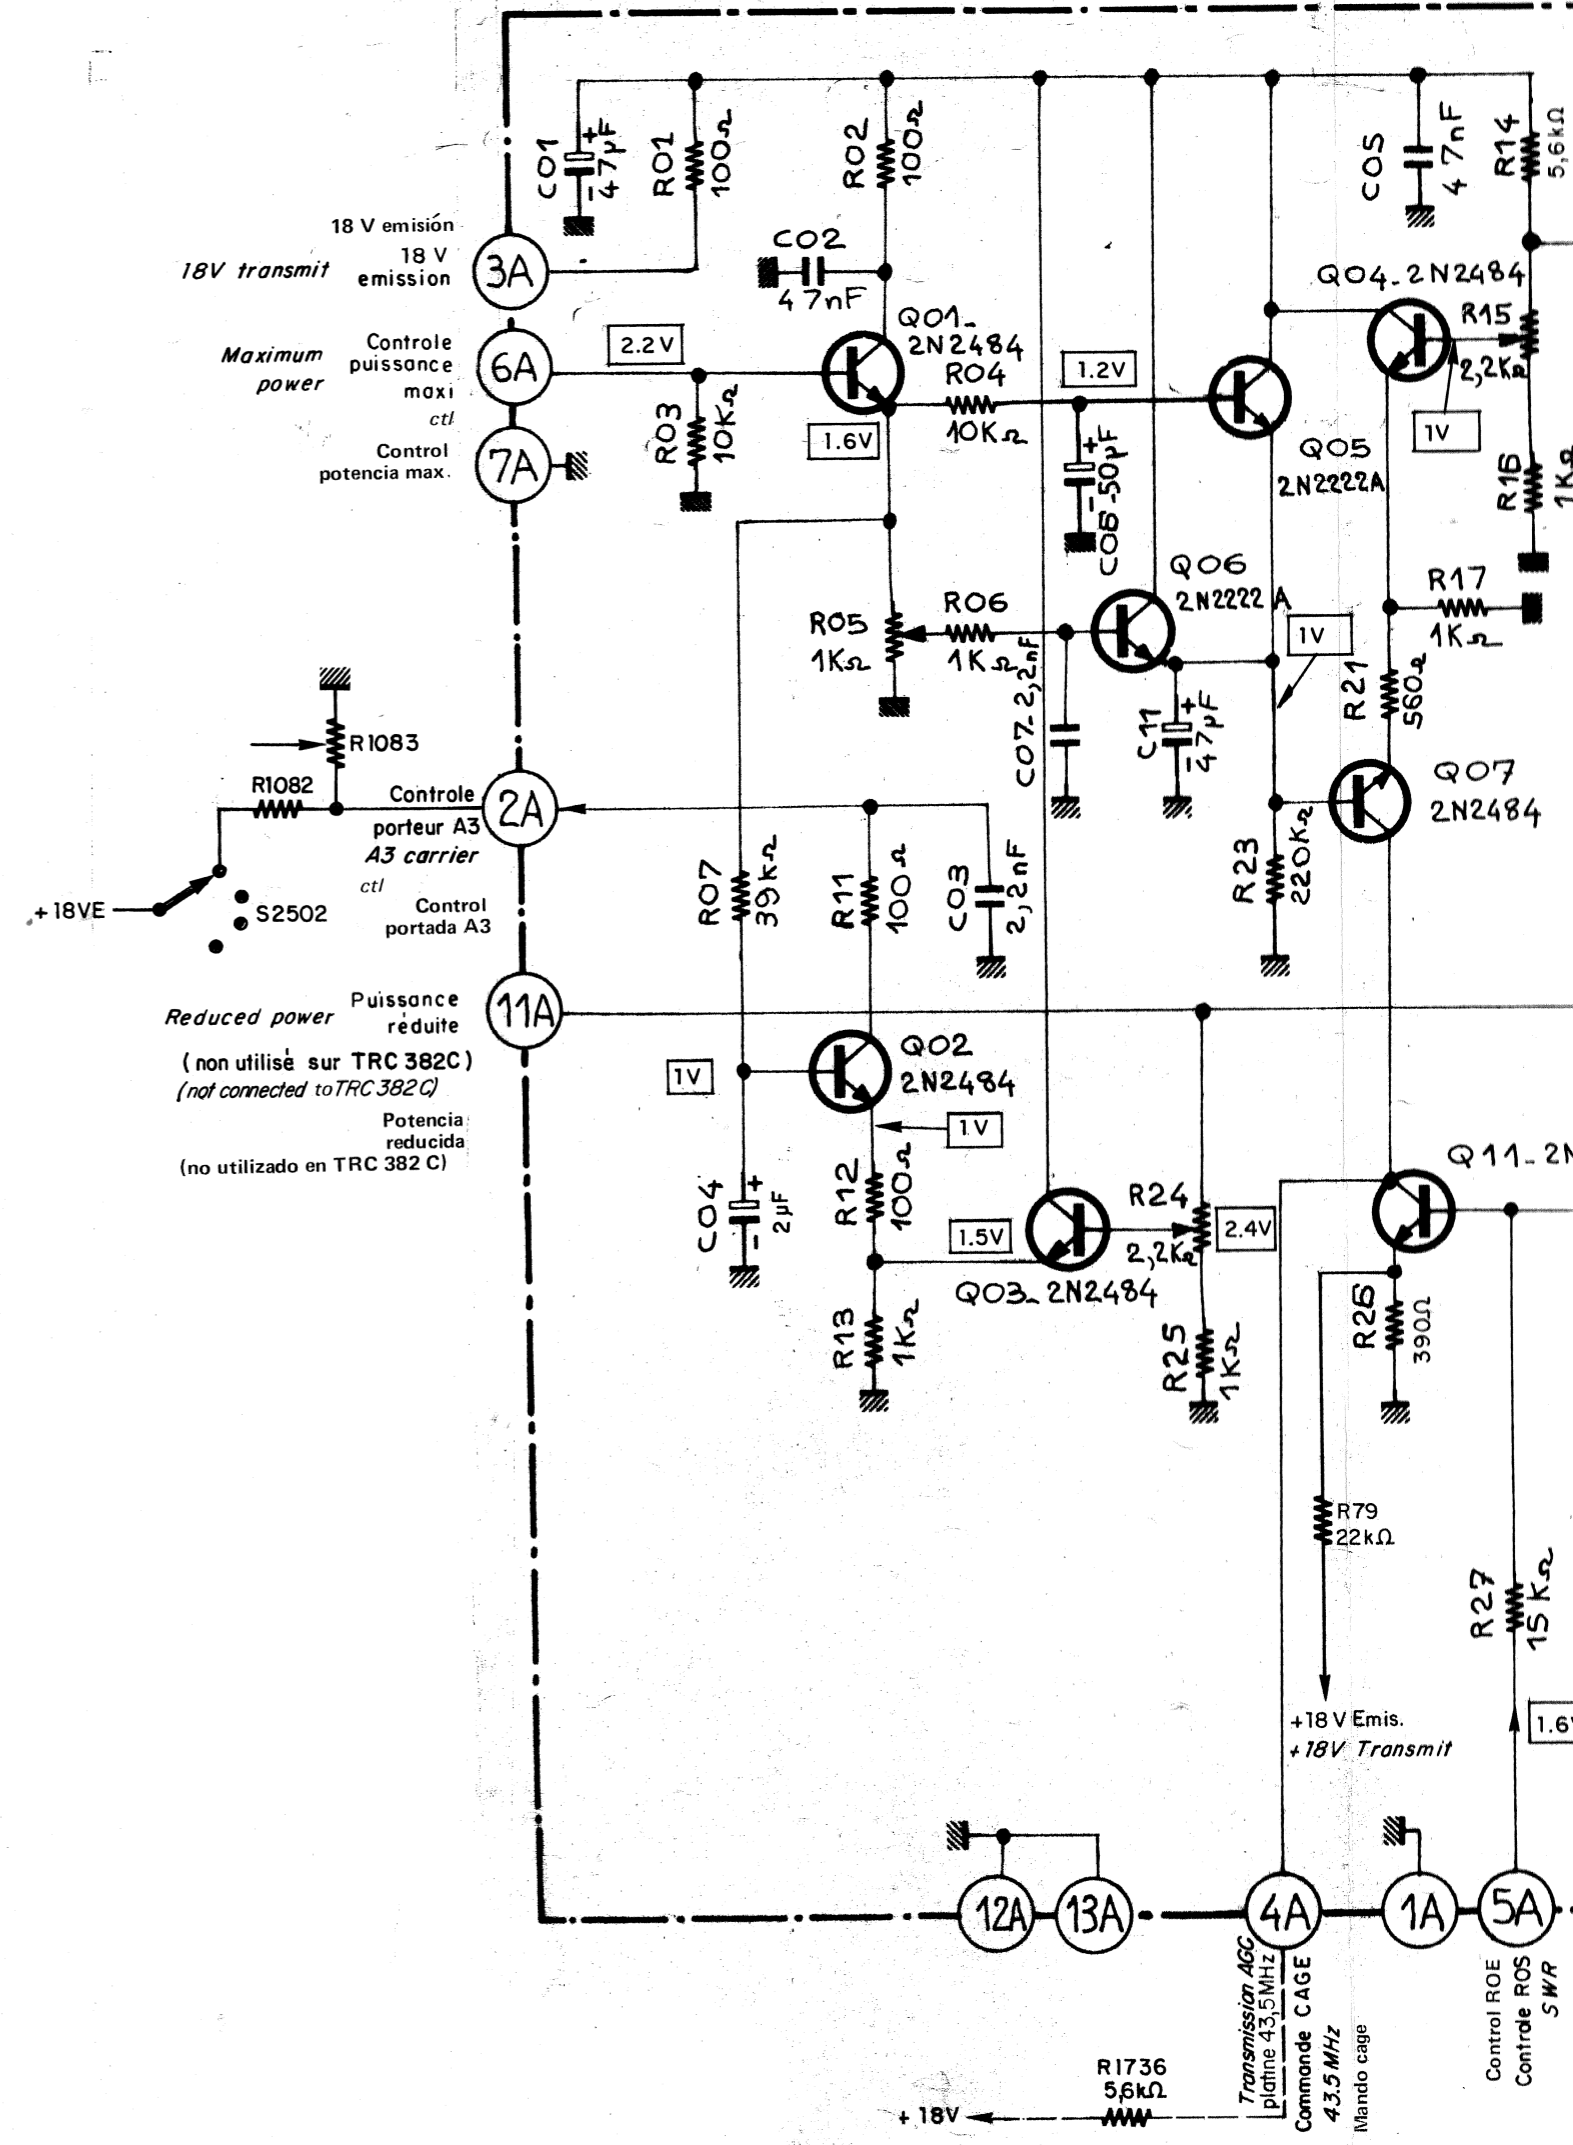 C01
+
47µF
-
R01
100Ω
R02
100Ω
C05
47nF
R14
5,6kΩ
18 V emisión
18V transmit
18 V
emission
3A
C02
47nF
Q04-2N2484
R15
2,2KΩ
1V
Maximum
power
Controle
puissance
maxi
ctl
6A
2.2V
Q01-
2N2484
R04
10KΩ
1.2V
R03
10KΩ
1.6V
Control
potencia max.
7A
+
-
C06-50µF
Q05
2N2222A
R16
1KΩ
Q06
2N2222A
R17
1KΩ
R05
1KΩ
R06
1KΩ
C07-2,2nF
C11
+
47µF
-
1V
R21
560Ω
R1083
R1082
Controle
porteur A3
A3 carrier
ctl
Control
portada A3
2A
+18VE
S2502
R07
39KΩ
R11
100Ω
C03
2,2nF
R23
220KΩ
Q07
2N2484
Reduced power
Puissance
réduite
11A
(non utilisé sur TRC 382C)
(not connected to TRC 382 C)
Potencia
reducida
(no utilizado en TRC 382 C)
1V
Q02
2N2484
1V
C04
+
2µF
-
R12
100Ω
1.5V
R24
2,2KΩ
2.4V
Q03-2N2484
Q11-2N
R13
1KΩ
R25
1KΩ
R26
390Ω
R79
22kΩ
R27
15KΩ
+18 V Emis.
+18V Transmit
12A
13A
4A
1A
5A
Transmission AGC
platine 43,5MHz
Commande CAGE
43.5 MHz
Mando cage
Control ROE
Controle ROS
SWR
R1736
5,6kΩ
+18V